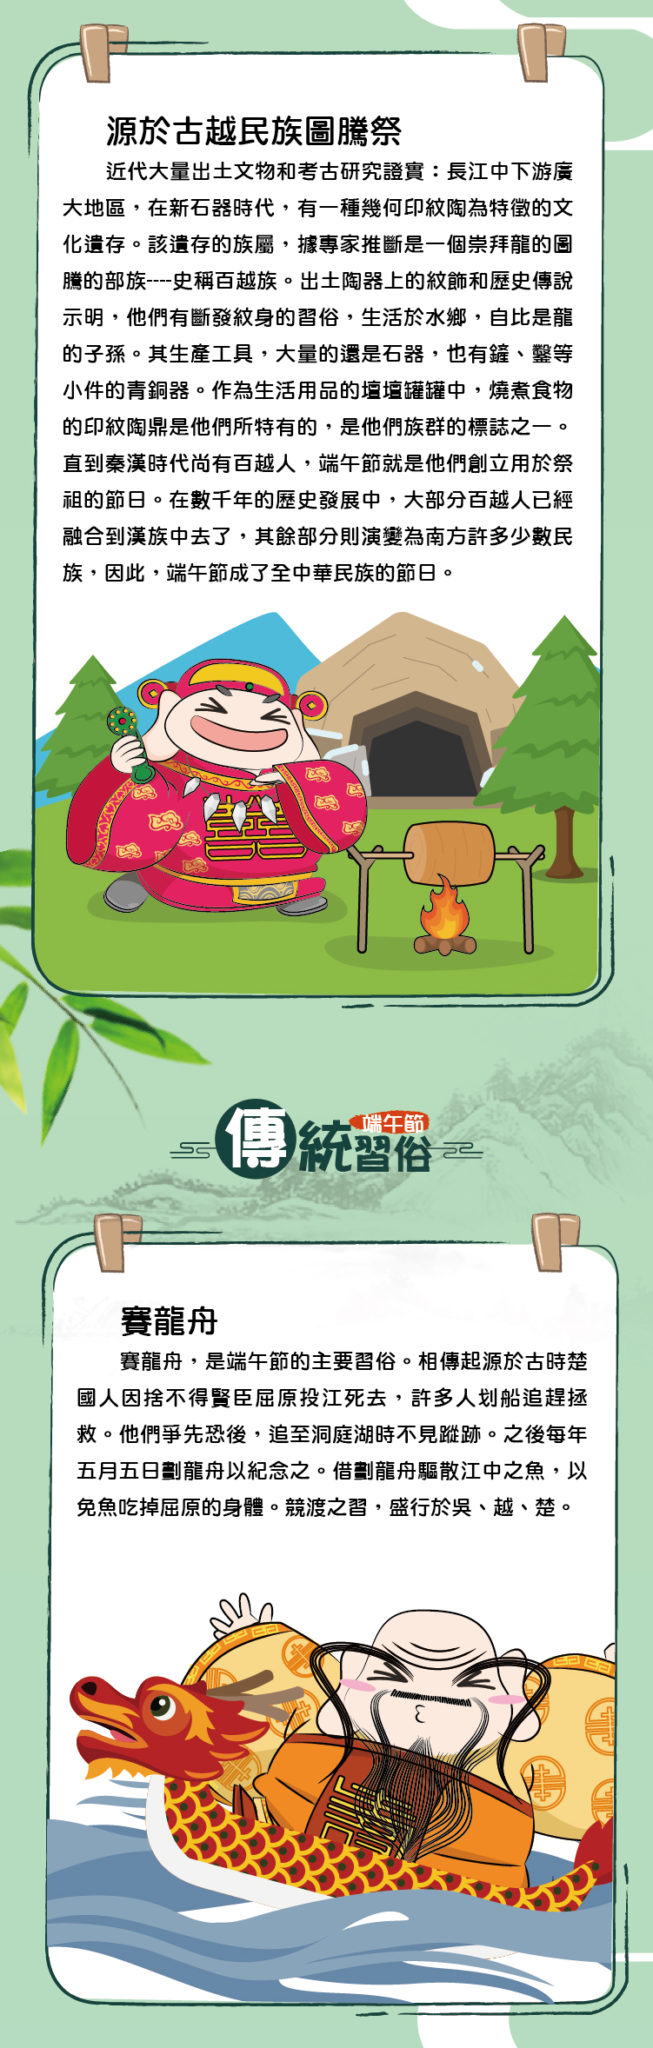 源於古越民族圖騰祭
近代大量出土文物和考古研究證實：長江中下游廣
大地區，在新石器時代，有一種幾何印紋陶為特徵的文
化遺存。該遺存的族屬，據專家推斷是一個崇拜龍的圖
騰的部族----史稱百越族。出土陶器上的紋飾和歷史傳說
示明，他們有斷發紋身的習俗，生活於水鄉，自比是龍
的子孫。其生產工具，大量的還是石器，也有鏟、鑿等
小件的青銅器。作為生活用品的壇壇罐罐中，燒煮食物
的印紋陶鼎是他們所特有的，是他們族群的標誌之一。
直到秦漢時代尚有百越人，端午節就是他們創立用於祭
祖的節日。在數千年的歷史發展中，大部分百越人已經
融合到漢族中去了，其餘部分則演變為南方許多少數民
族，因此，端午節成了全中華民族的節日。
端午節
傳統習俗
賽龍舟
賽龍舟，是端午節的主要習俗。相傳起源於古時楚
國人因捨不得賢臣屈原投江死去，許多人划船追趕拯
救。他們爭先恐後，追至洞庭湖時不見蹤跡。之後每年
五月五日劃龍舟以紀念之。借劃龍舟驅散江中之魚，以
免魚吃掉屈原的身體。競渡之習，盛行於吳、越、楚。